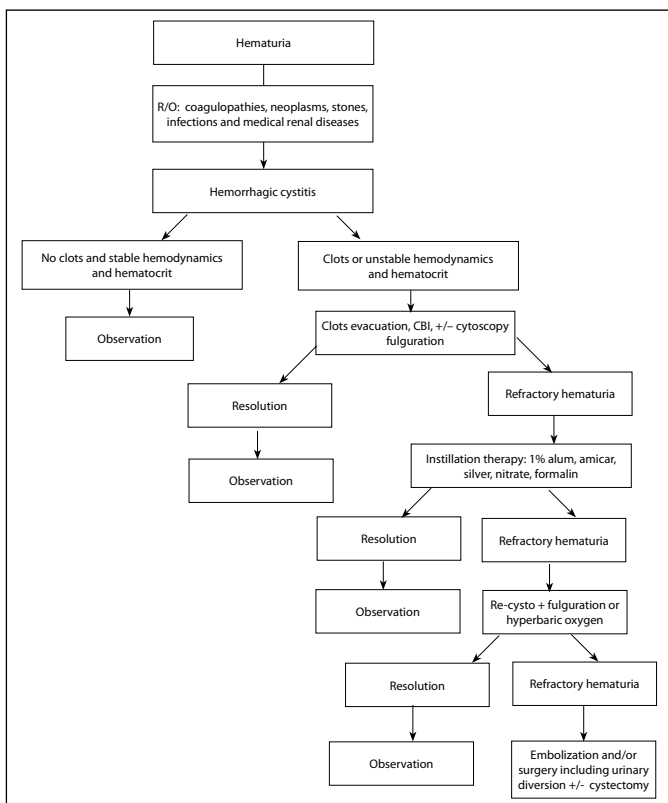 Hematuria
R/O: coagulopathies, neoplasms, stones,
infections and medical renal diseases
Hemorrhagic cystitis
No clots and stable hemodynamics
and hematocrit
Clots or unstable hemodynamics
and hematocrit
Observation
Clots evacuation, CBI, +/– cytoscopy
fulguration
Resolution
Refractory hematuria
Observation
Instillation therapy: 1% alum, amicar,
silver, nitrate, formalin
Resolution
Refractory hematuria
Observation
Re-cysto + fulguration or
hyperbaric oxygen
Resolution
Refractory hematuria
Observation
Embolization and/or
surgery including urinary
diversion +/- cystectomy